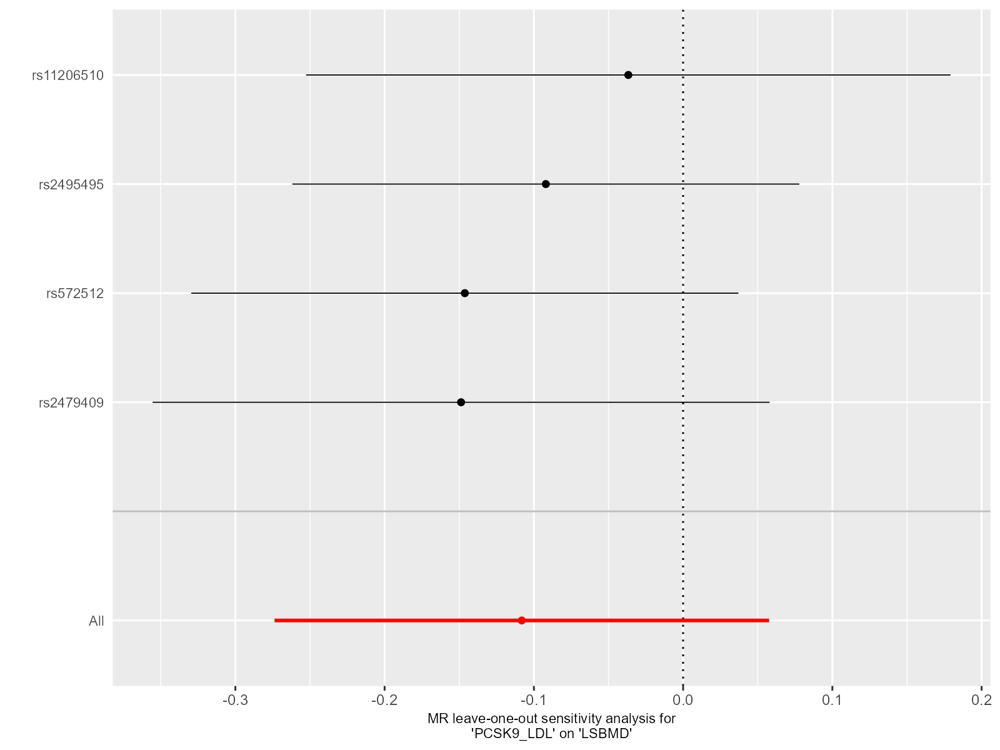 rs11206510
rs2495495
rs572512
rs2479409
All
-0.3 -0.2 -0.1 0.0 0.1 0.2
MR leave-one-out sensitivity analysis for
'PCSK9_LDL' on 'LSBMD'